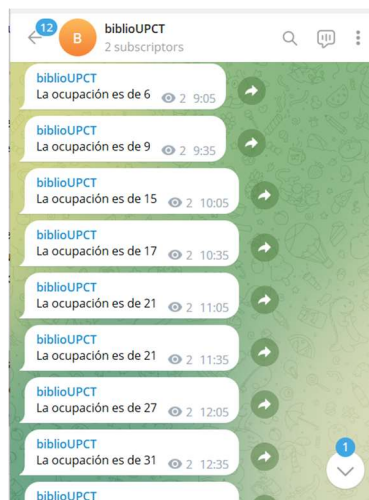 12
B
biblioUPCT
2 subscriptors
biblioUPCT
La ocupación es de 6 2 9:05
biblioUPCT
La ocupación es de 9 2 9:35
biblioUPCT
La ocupación es de 15 2 10:05
biblioUPCT
La ocupación es de 17 2 10:35
biblioUPCT
La ocupación es de 21 2 11:05
biblioUPCT
La ocupación es de 21 2 11:35
biblioUPCT
La ocupación es de 27 2 12:05
biblioUPCT
La ocupación es de 31 2 12:35
1
biblioUPCT